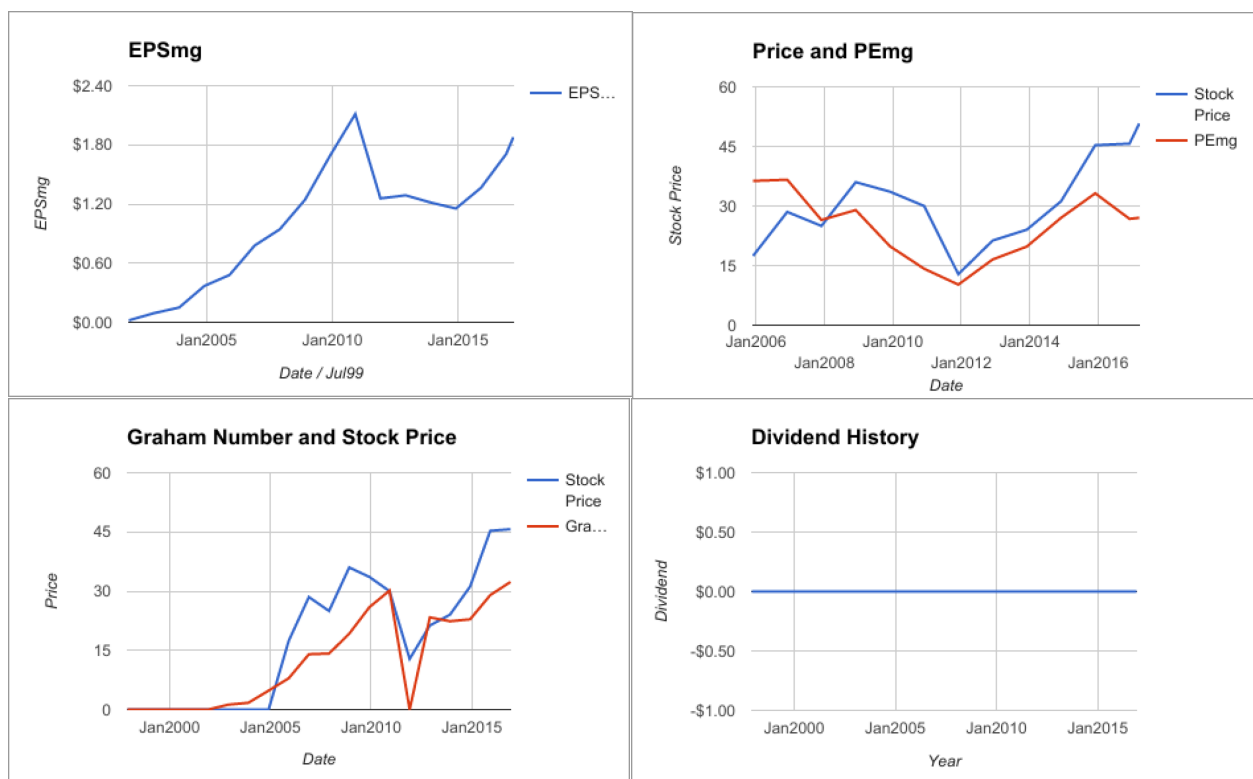 EPSmg
$2.40
$1.80
$1.20
$0.60
$0.00
EPSmg
EPS…
Jan2005
Jan2010
Jan2015
Date / Jul99
Price and PEmg
60
45
30
15
0
Stock Price
Stock
Price
PEmg
Jan2006
Jan2008
Jan2010
Jan2012
Jan2014
Jan2016
Date
Graham Number and Stock Price
60
45
30
15
0
Price
Stock
Price
Gra…
Jan2000
Jan2005
Jan2010
Jan2015
Date
Dividend History
$1.00
$0.50
$0.00
-$0.50
-$1.00
Dividend
Jan2000
Jan2005
Jan2010
Jan2015
Year